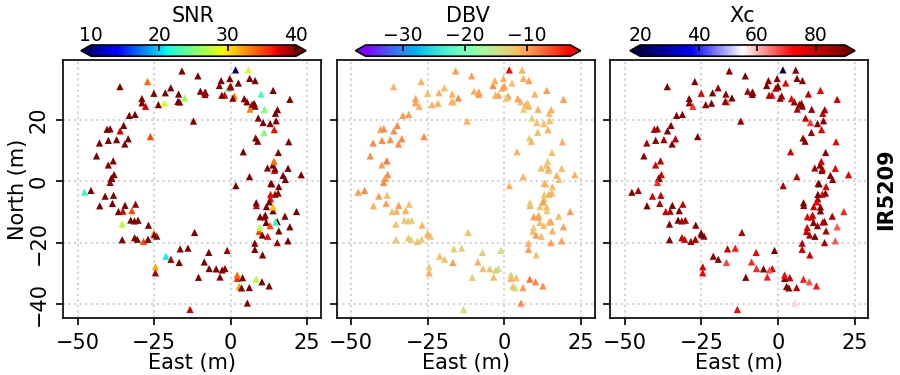 SNR DBV Xc
10 20 30 40 −30 −20 −10 20 40 60 80
North (m)
20
0
−20
−40
IR5209
−50 −25 0 25 −50 −25 0 25 −50 −25 0 25
East (m) East (m) East (m)